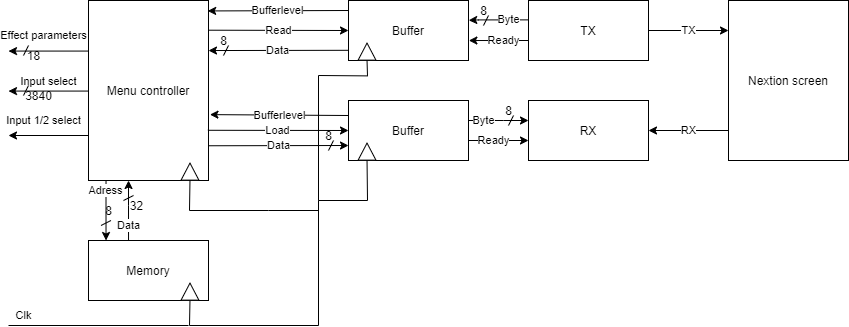 Effect parameters
18
Input select
3840
Input 1/2 select
Menu controller
Bufferlevel
Read
8
Data
Buffer
8
Byte
Ready
TX
TX
Nextion screen
Bufferlevel
Load
8
Data
Buffer
Byte
8
Ready
RX
RX
Adress
8
32
Data
Memory
Clk